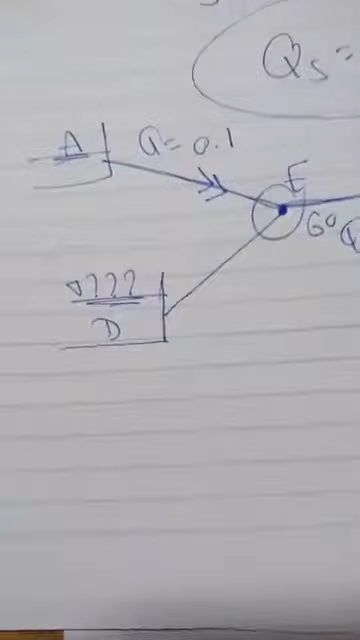 Qs =
A Q = 0.1
E
60 Q
???
D